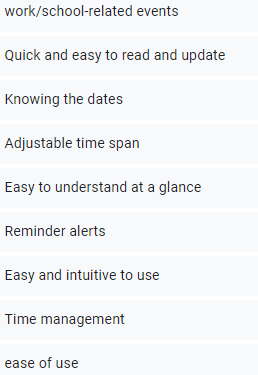 work/school-related events
Quick and easy to read and update
Knowing the dates
Adjustable time span
Easy to understand at a glance
Reminder alerts
Easy and intuitive to use
Time management
ease of use